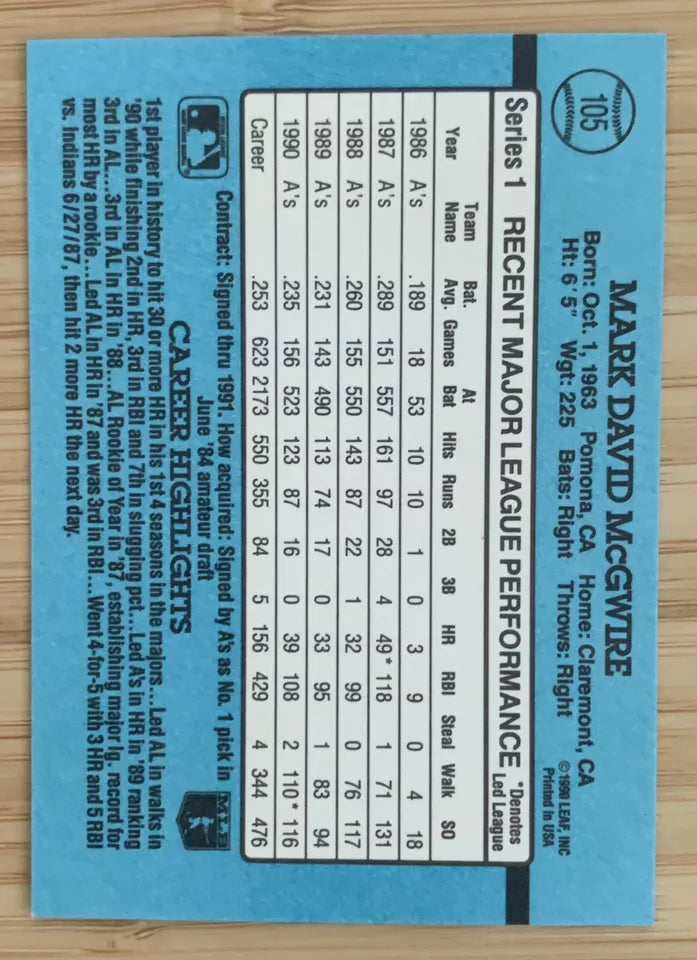 105
MARK DAVID McGWIRE
Born: Oct. 1, 1963 Pomona, CA Home: Claremont, CA
Ht: 6' 5" Wgt: 225 Bats: Right Throws: Right
©1990 LEAF, INC
Printed in USA
Series 1 RECENT MAJOR LEAGUE PERFORMANCE *Denotes Led League
Year Team Name Bat. Avg. Games At Bat Hits Runs 2B 3B HR RBI Steal Walk SO
1986 A's .189 18 53 10 10 1 0 3 9 0 4 18
1987 A's .289 151 557 161 97 28 4 49* 118 1 71 131
1988 A's .260 155 550 143 87 22 1 32 99 0 76 117
1989 A's .231 143 490 113 74 17 0 33 95 1 83 94
1990 A's .235 156 523 123 87 16 0 39 108 2 110* 116
Career .253 623 2173 550 355 84 5 156 429 4 344 476
Contract: Signed thru 1991. How acquired: Signed by A's as No. 1 pick in
June '84 amateur draft
MLB
CAREER HIGHLIGHTS
1st player in history to hit 30 or more HR in his 1st 4 seasons in the majors...Led AL in walks in
'90 while finishing 2nd in HR, 3rd in RBI and 7th in slugging pct...Led A's in HR in '89 ranking
3rd in AL...3rd in AL in HR in '88...AL Rookie of Year in '87, establishing major lg. record for
most HR by a rookie...Led AL in HR in '87 and was 3rd in RBI...Went 4-for-5 with 3 HR and 5 RBI
vs. Indians 6/27/87, then hit 2 more HR the next day.